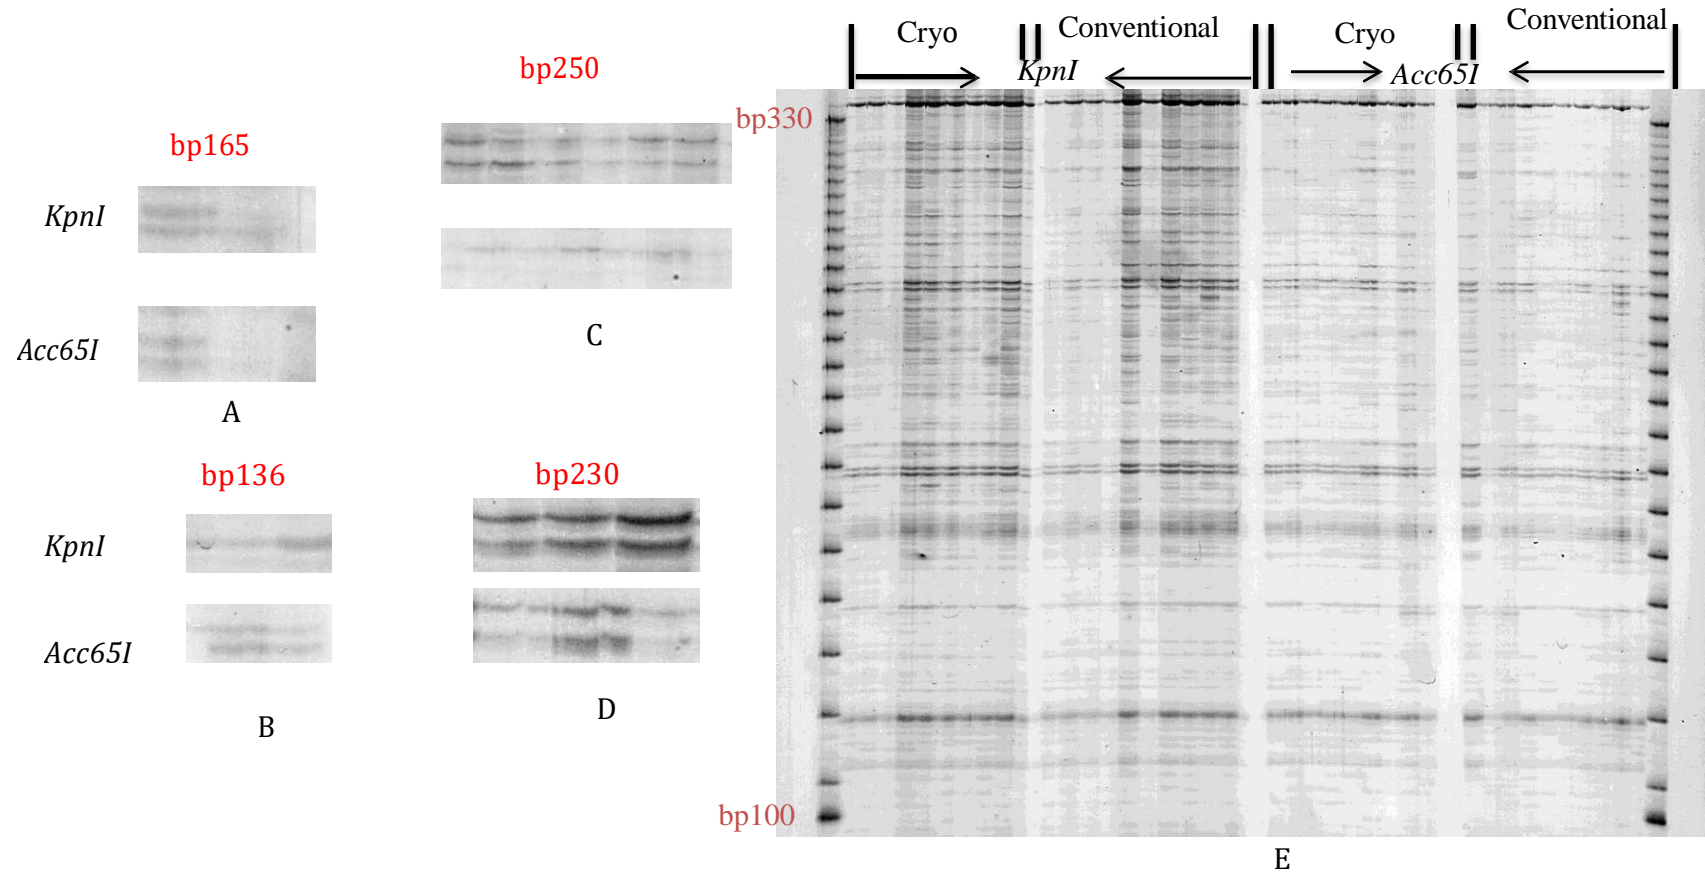 bp165
KpnI
Acc65I
A
bp136
KpnI
Acc65I
B
bp250
C
bp230
D
Cryo
Conventional
KpnI
Cryo
Conventional
Acc65I
bp330
bp100
E